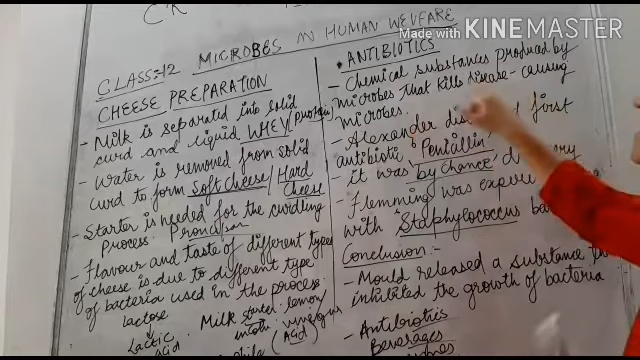 MICROBES IN HUMAN WELFARE
Made with KINEMASTER
CLASS:-12
CHEESE PREPARATION
- Milk is separated into solid
curd and liquid WHEY (protein)
- Water is removed from solid
curd to form Soft Cheese / Hard
Cheese
- Starter is needed for the curdling
Process.
- Flavour and taste of different types
of cheese is due to different type
of bacteria used in the process.
lactose
Lactic
Acid
Milk starter
(Acid)
• ANTIBIOTICS
- Chemical substances produced by
microbes that kills disease-causing
microbes.
- Alexander first
antibiotic
it was 'by chance'
- Flemming was
with 'Staphylococcus
Conclusion:-
- Mould released a substance
inhibited the growth of bacteria
- Antibiotics
Beverages